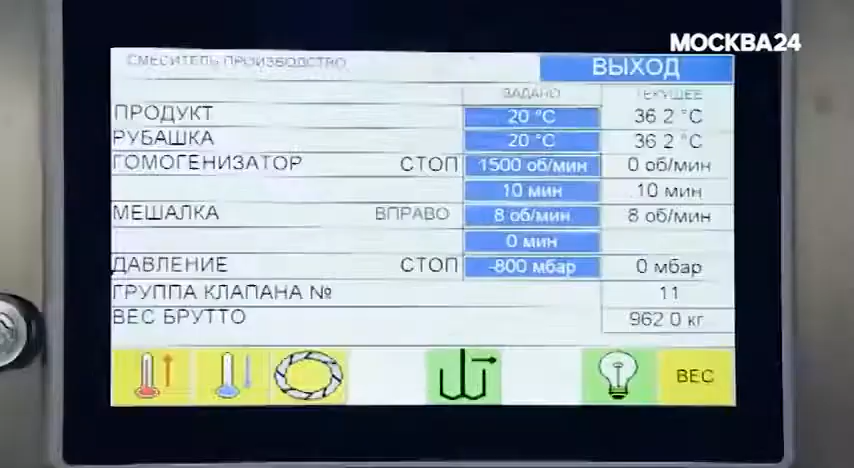 МОСКВА24
СМЕСИТЕЛЬ ПРОИЗВОДСТВО ВЫХОД
ЗАДАНО ТЕКУЩЕЕ
ПРОДУКТ 20 °C 36 2 °C
РУБАШКА 20 °C 36 2 °C
ГОМОГЕНИЗАТОР СТОП 1500 об/мин 0 об/мин
10 мин 10 мин
МЕШАЛКА ВПРАВО 8 об/мин 8 об/мин
0 мин
ДАВЛЕНИЕ СТОП -800 мбар 0 мбар
ГРУППА КЛАПАНА № 11
ВЕС БРУТТО 962 0 кг
ВЕС